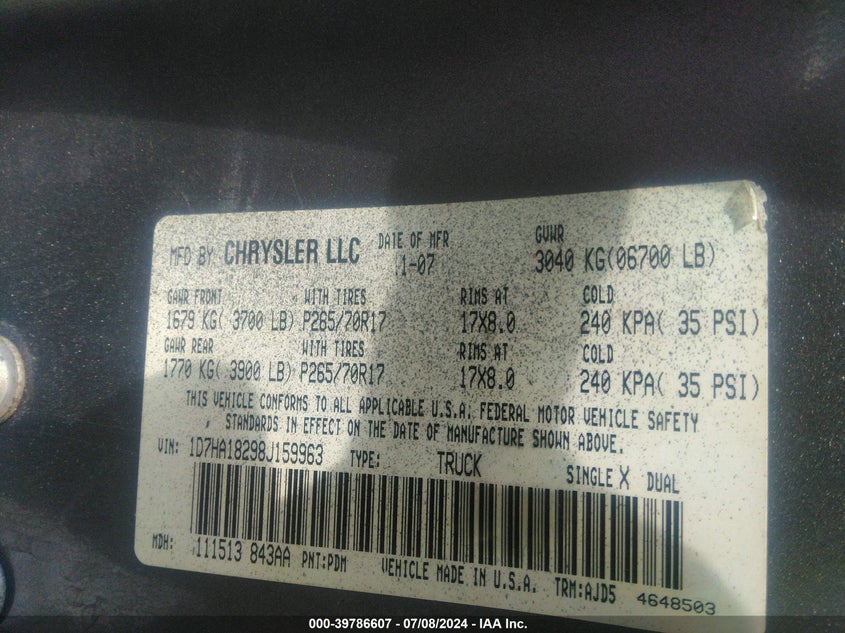 MFD BY CHRYSLER LLC DATE OF MFR GVWR
11-07 3040 KG(06700 LB)
GAWR FRONT WITH TIRES RIMS AT COLD
1679 KG( 3700 LB) P265/70R17 17X8.0 240 KPA( 35 PSI)
GAWR REAR WITH TIRES RIMS AT COLD
1770 KG( 3900 LB) P265/70R17 17X8.0 240 KPA( 35 PSI)
THIS VEHICLE CONFORMS TO ALL APPLICABLE U.S.A. FEDERAL MOTOR VEHICLE SAFETY
STANDARDS IN EFFECT ON THE DATE OF MANUFACTURE SHOWN ABOVE.
VIN: 1D7HA18298J159963 TYPE: TRUCK SINGLE X DUAL
MDH: 111513 843AA PNT:PDM VEHICLE MADE IN U.S.A. TRM:AJD5 4648503
000-39786607 / 07/08/2024 - IAA Inc.